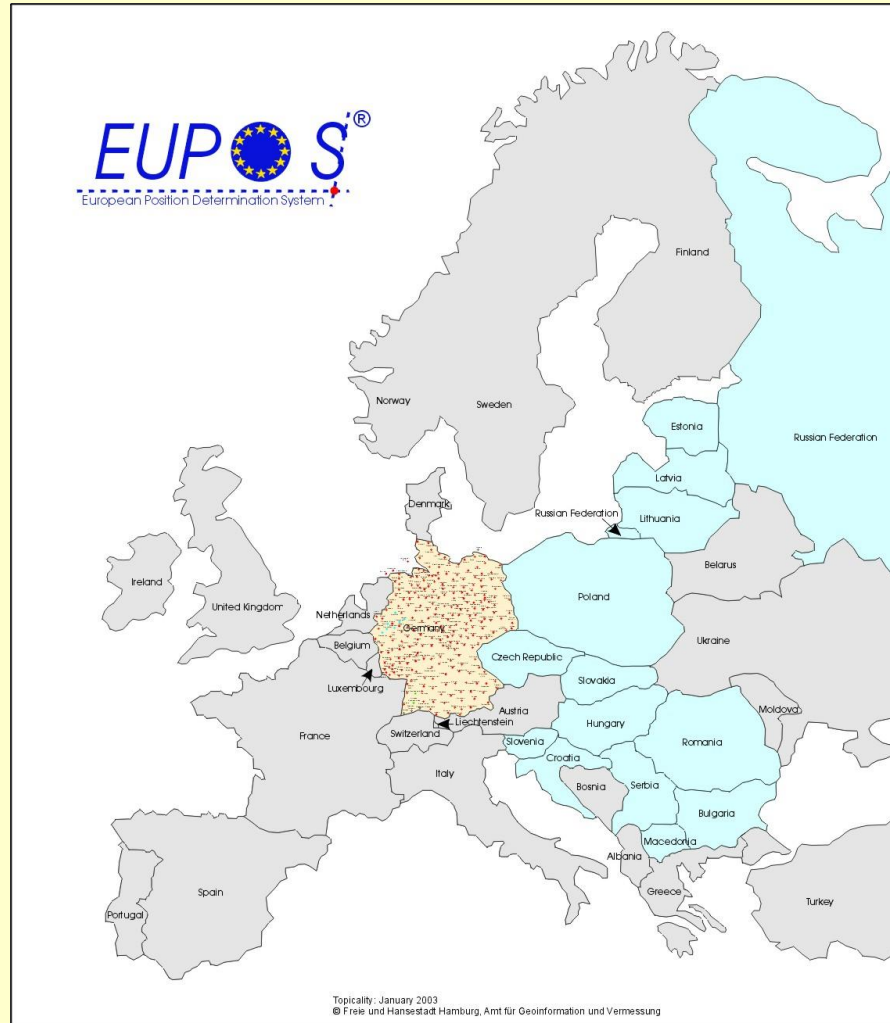 EUPOS®
European Position Determination System
Finland
Norway
Sweden
Estonia
Russian Federation
Latvia
Denmark
Russian Federation
Lithuania
Belarus
Ireland
United Kingdom
Netherlands
Germany
Poland
Ukraine
Belgium
Czech Republic
Luxembourg
Slovakia
Austria
Moldova
Liechtenstein
Hungary
France
Switzerland
Slovenia
Romania
Croatia
Italy
Bosnia
Serbia
Bulgaria
Macedonia
Albania
Greece
Spain
Portugal
Turkey
Topicality: January 2003
© Freie und Hansestadt Hamburg, Amt für Geoinformation und Vermessung